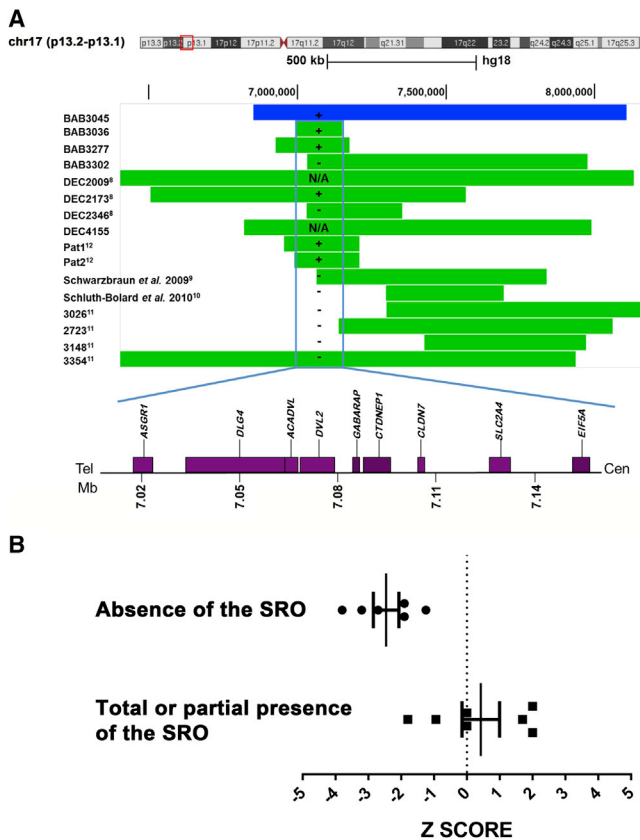 A
chr17 (p13.2-p13.1)
p13.3 p13.1 17p12 p11.2 17q11.2 17q12 q21.31 17q22 23.2 q24.2 q24.3 q25.1 17q25.3
500 kb hg18
7,000,000 7,500,000 8,000,000
BAB3045 +
BAB3036 +
BAB3277 +
BAB3302 -
DEC2009⁸ N/A
DEC2173⁸ +
DEC2346⁸ -
DEC4155 N/A
Pat1¹² +
Pat2¹² +
Schwarzbraun et al. 2009⁹ -
Schluth-Bolard et al. 2010¹⁰ -
3026¹¹ -
2723¹¹ -
3148¹¹ -
3354¹¹ -
ASGR1 DLG4 ACADVL DVL2 GABARAP CTDNEP1 CLDN7 SLC2A4 EIF5A
Tel Cen
Mb 7.02 7.05 7.08 7.11 7.14
B
Absence of the SRO
Total or partial presence
of the SRO
-5 -4 -3 -2 -1 0 1 2 3 4 5
Z SCORE